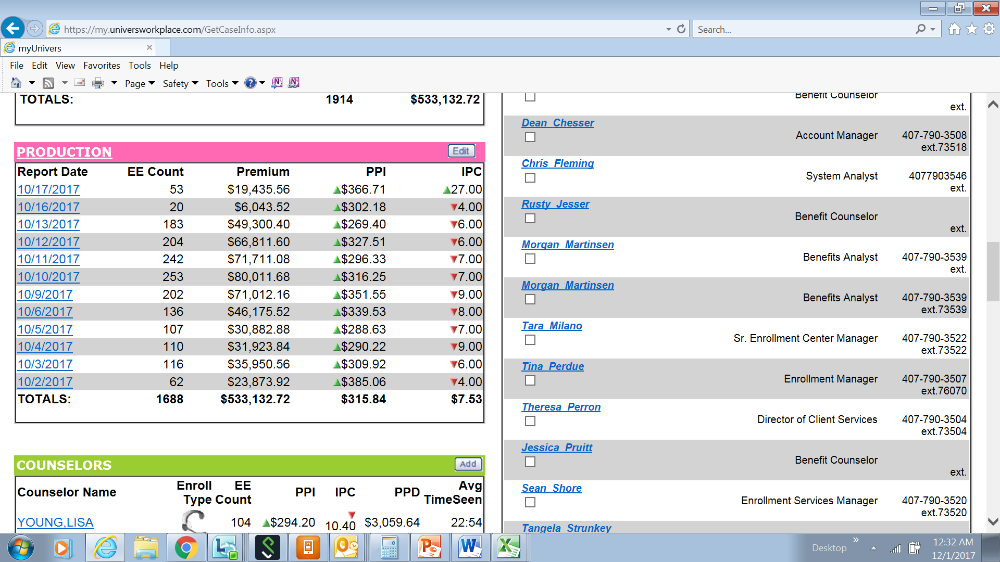 https://my.universworkplace.com/GetCaseInfo.aspx
Search...
myUnivers
File Edit View Favorites Tools Help
Page Safety Tools
TOTALS: 1914 $533,132.72
PRODUCTION Edit
Report Date EE Count Premium PPI IPC
10/17/2017 53 $19,435.56 $366.71 27.00
10/16/2017 20 $6,043.52 $302.18 4.00
10/13/2017 183 $49,300.40 $269.40 6.00
10/12/2017 204 $66,811.60 $327.51 6.00
10/11/2017 242 $71,711.08 $296.33 7.00
10/10/2017 253 $80,011.68 $316.25 7.00
10/9/2017 202 $71,012.16 $351.55 9.00
10/6/2017 136 $46,175.52 $339.53 8.00
10/5/2017 107 $30,882.88 $288.63 7.00
10/4/2017 110 $31,923.84 $290.22 9.00
10/3/2017 116 $35,950.56 $309.92 6.00
10/2/2017 62 $23,873.92 $385.06 4.00
TOTALS: 1688 $533,132.72 $315.84 $7.53
COUNSELORS Add
Counselor Name Enroll Type EE Count PPI IPC PPD Avg TimeSeen
YOUNG,LISA 104 $294.20 10.40 $3,059.64 22:54
Benefit Counselor
ext.
Dean Chesser
Account Manager 407-790-3508
ext.73518
Chris Fleming
System Analyst 4077903546
ext.
Rusty Jesser
Benefit Counselor
ext.
Morgan Martinsen
Benefits Analyst 407-790-3539
ext.
Morgan Martinsen
Benefits Analyst 407-790-3539
ext.73539
Tara Milano
Sr. Enrollment Center Manager 407-790-3522
ext.73522
Tina Perdue
Enrollment Manager 407-790-3507
ext.76070
Theresa Perron
Director of Client Services 407-790-3504
ext.73504
Jessica Pruitt
Benefit Counselor
ext.
Sean Shore
Enrollment Services Manager 407-790-3520
ext.73520
Tangela Strunkey
Desktop
12:32 AM
12/1/2017